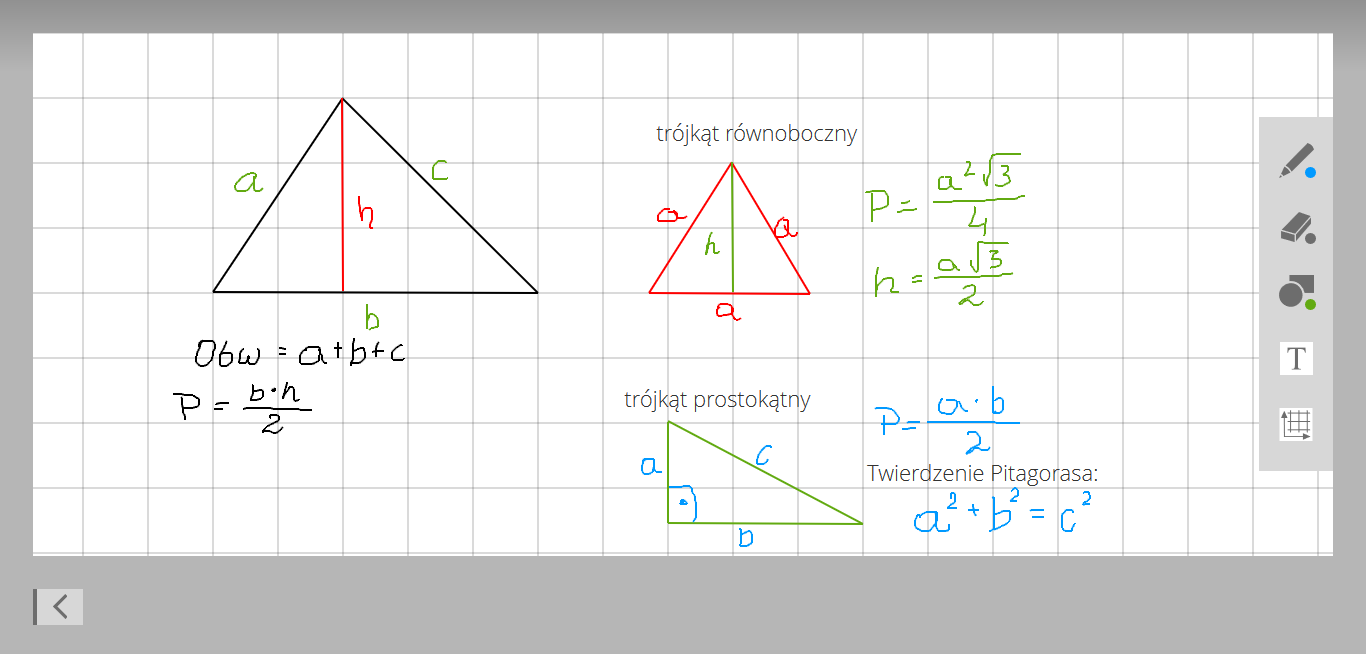 a
c
h
b
Obw = a+b+c
P = b·h/2
trójkąt równoboczny
a
a
h
a
P = a²√3/4
h = a√3/2
trójkąt prostokątny
a
c
b
P = a·b/2
Twierdzenie Pitagorasa:
a² + b² = c²
T